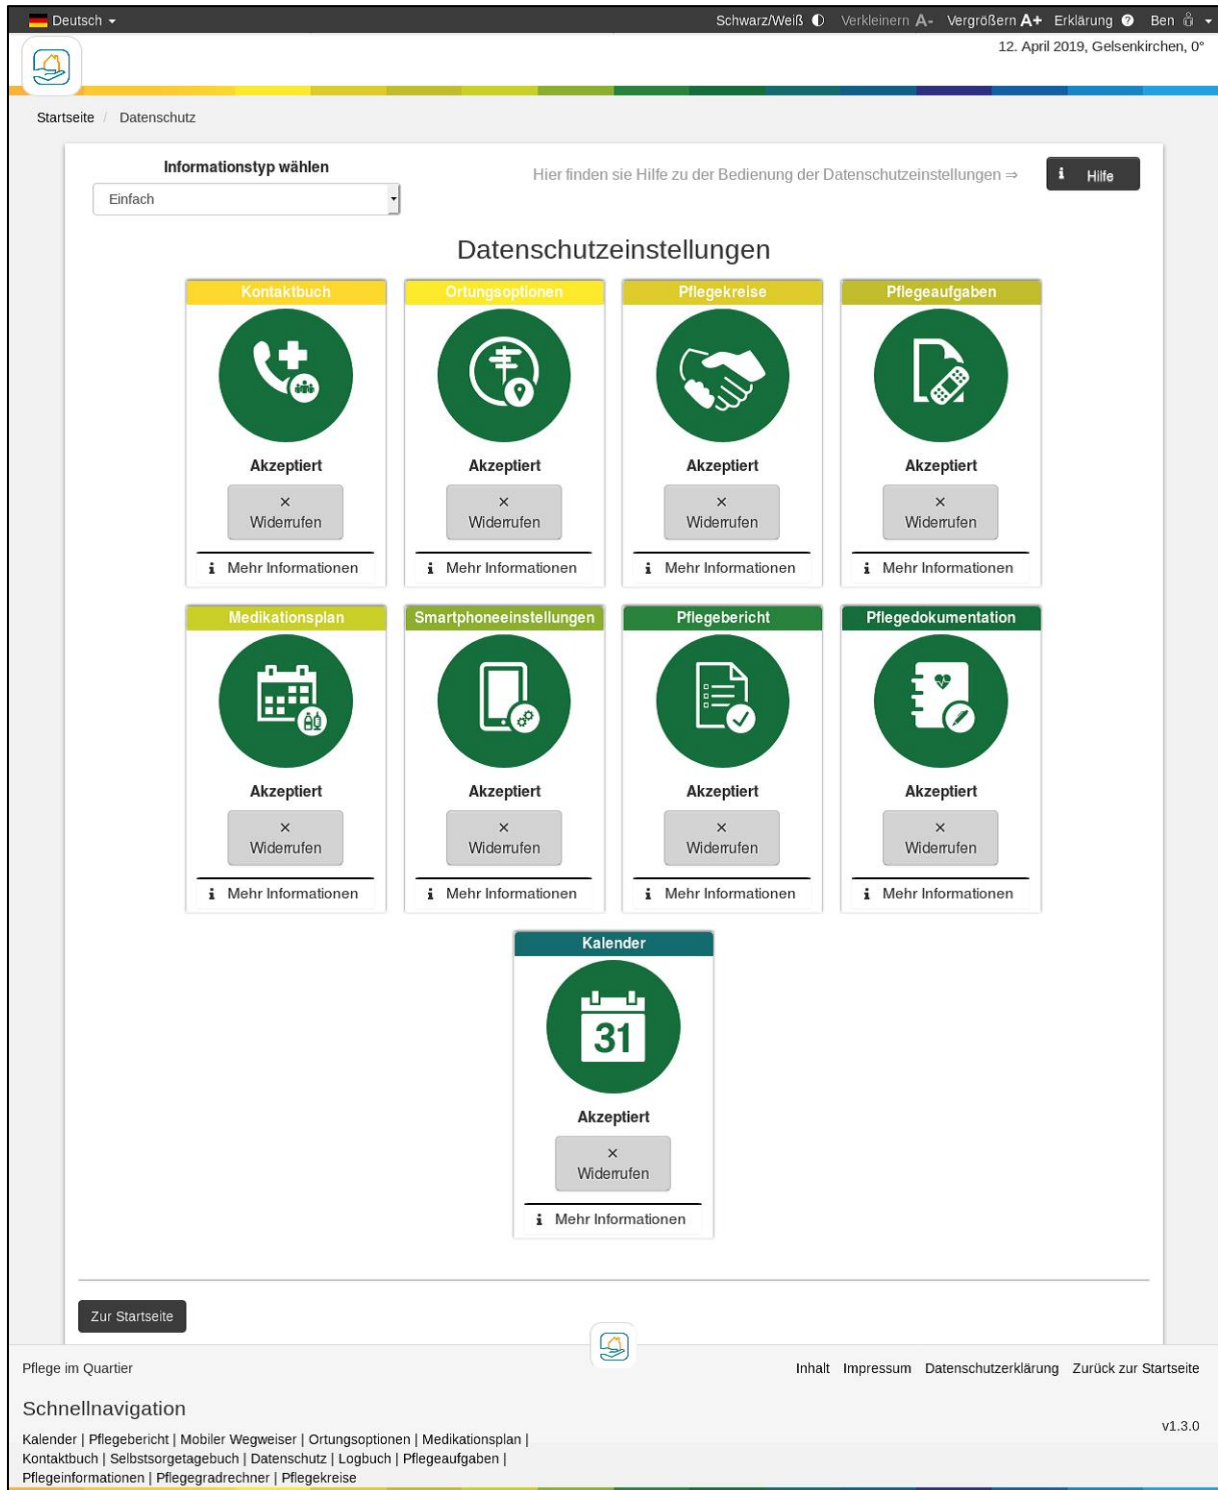 Deutsch
Schwarz/Weiß Verkleinern A- Vergrößern A+ Erklärung ? Ben
12. April 2019, Gelsenkirchen, 0°
Startseite / Datenschutz
Informationstyp wählen
Einfach
Hier finden sie Hilfe zu der Bedienung der Datenschutzeinstellungen ⇒
i Hilfe
Datenschutzeinstellungen
Kontaktbuch Ortungsoptionen Pflegekreise Pflegeaufgaben
Akzeptiert Akzeptiert Akzeptiert Akzeptiert
× × × ×
Widerrufen Widerrufen Widerrufen Widerrufen
i Mehr Informationen i Mehr Informationen i Mehr Informationen i Mehr Informationen
Medikationsplan Smartphoneeinstellungen Pflegebericht Pflegedokumentation
Akzeptiert Akzeptiert Akzeptiert Akzeptiert
× × × ×
Widerrufen Widerrufen Widerrufen Widerrufen
i Mehr Informationen i Mehr Informationen i Mehr Informationen i Mehr Informationen
Kalender
31
Akzeptiert
×
Widerrufen
i Mehr Informationen
Zur Startseite
Pflege im Quartier
Inhalt Impressum Datenschutzerklärung Zurück zur Startseite
Schnellnavigation
v1.3.0
Kalender | Pflegebericht | Mobiler Wegweiser | Ortungsoptionen | Medikationsplan |
Kontaktbuch | Selbstsorgetagebuch | Datenschutz | Logbuch | Pflegeaufgaben |
Pflegeinformationen | Pflegegradrechner | Pflegekreise